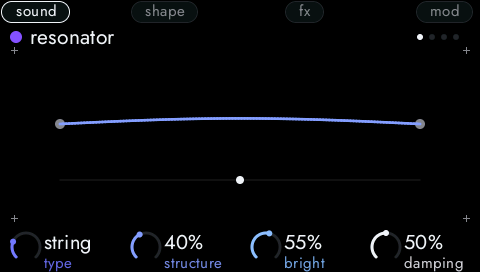 sound shape fx mod
resonator
string 40% 55% 50%
type structure bright damping